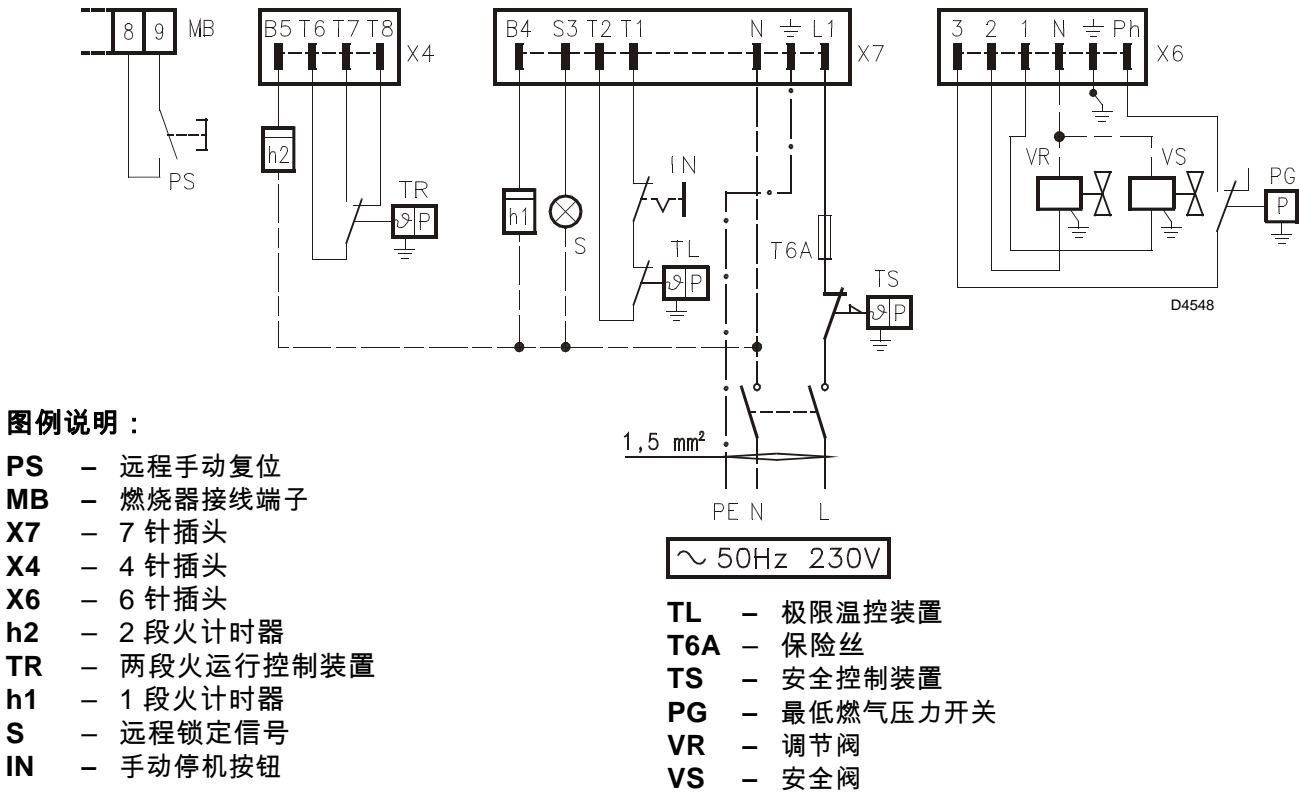 8 9 MB
B5 T6 T7 T8
X4
B4 S3 T2 T1 N L1
X7
3 2 1 N Ph
X6
h2
PS
TR
ϑ P
h1
S
IN
TL
ϑ P
T6A
TS
ϑ P
VR
VS
PG
P
D4548
1,5 mm²
PE N L
~ 50Hz 230V
图例说明：
PS – 远程手动复位
MB – 燃烧器接线端子
X7 – 7 针插头
X4 – 4 针插头
X6 – 6 针插头
h2 – 2 段火计时器
TR – 两段火运行控制装置
h1 – 1 段火计时器
S – 远程锁定信号
IN – 手动停机按钮
TL – 极限温控装置
T6A – 保险丝
TS – 安全控制装置
PG – 最低燃气压力开关
VR – 调节阀
VS – 安全阀